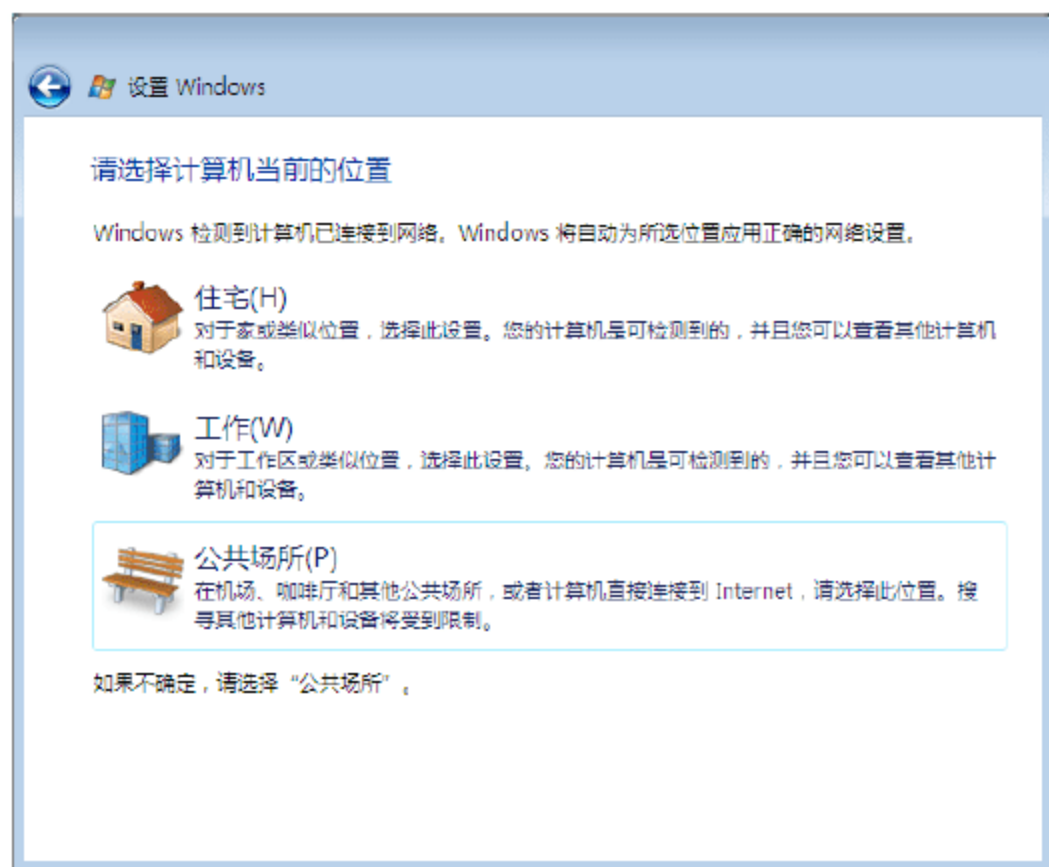 设置 Windows
请选择计算机当前的位置
Windows 检测到计算机已连接到网络。Windows 将自动为所选位置应用正确的网络设置。
住宅(H)
对于家或类似位置，选择此设置。您的计算机是可检测到的，并且您可以查看其他计算机
和设备。
工作(W)
对于工作区或类似位置，选择此设置。您的计算机是可检测到的，并且您可以查看其他计
算机和设备。
公共场所(P)
在机场、咖啡厅和其他公共场所，或者计算机直接连接到 Internet，请选择此位置。搜
寻其他计算机和设备将受到限制。
如果不确定，请选择“公共场所”。